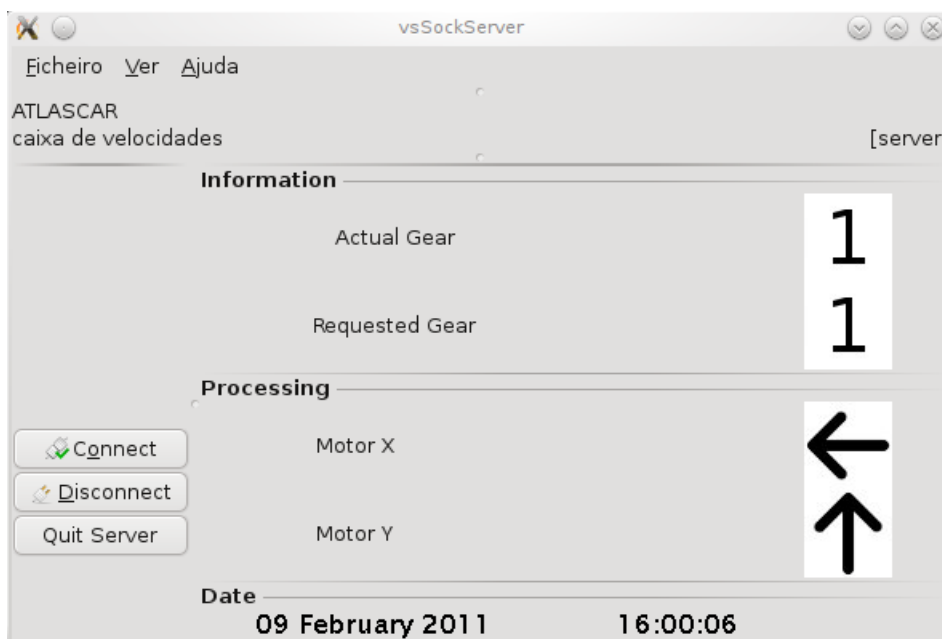 vsSockServer
Ficheiro Ver Ajuda
ATLASCAR
caixa de velocidades [server
Information
Actual Gear 1
Requested Gear 1
Processing
Connect Motor X
Disconnect
Quit Server Motor Y
Date
09 February 2011 16:00:06